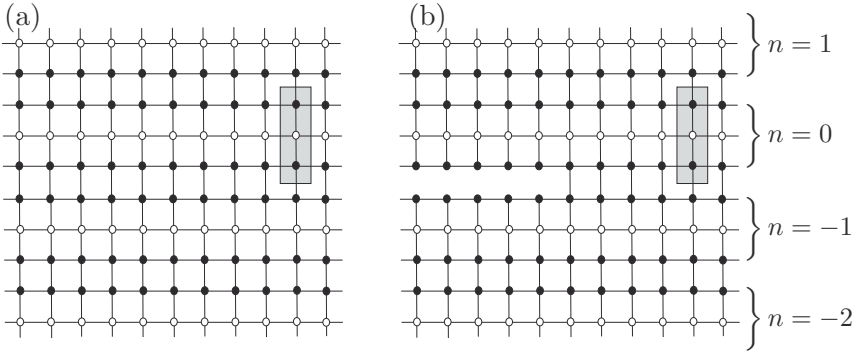 (a) (b)
n = 1
n = 0
n = −1
n = −2